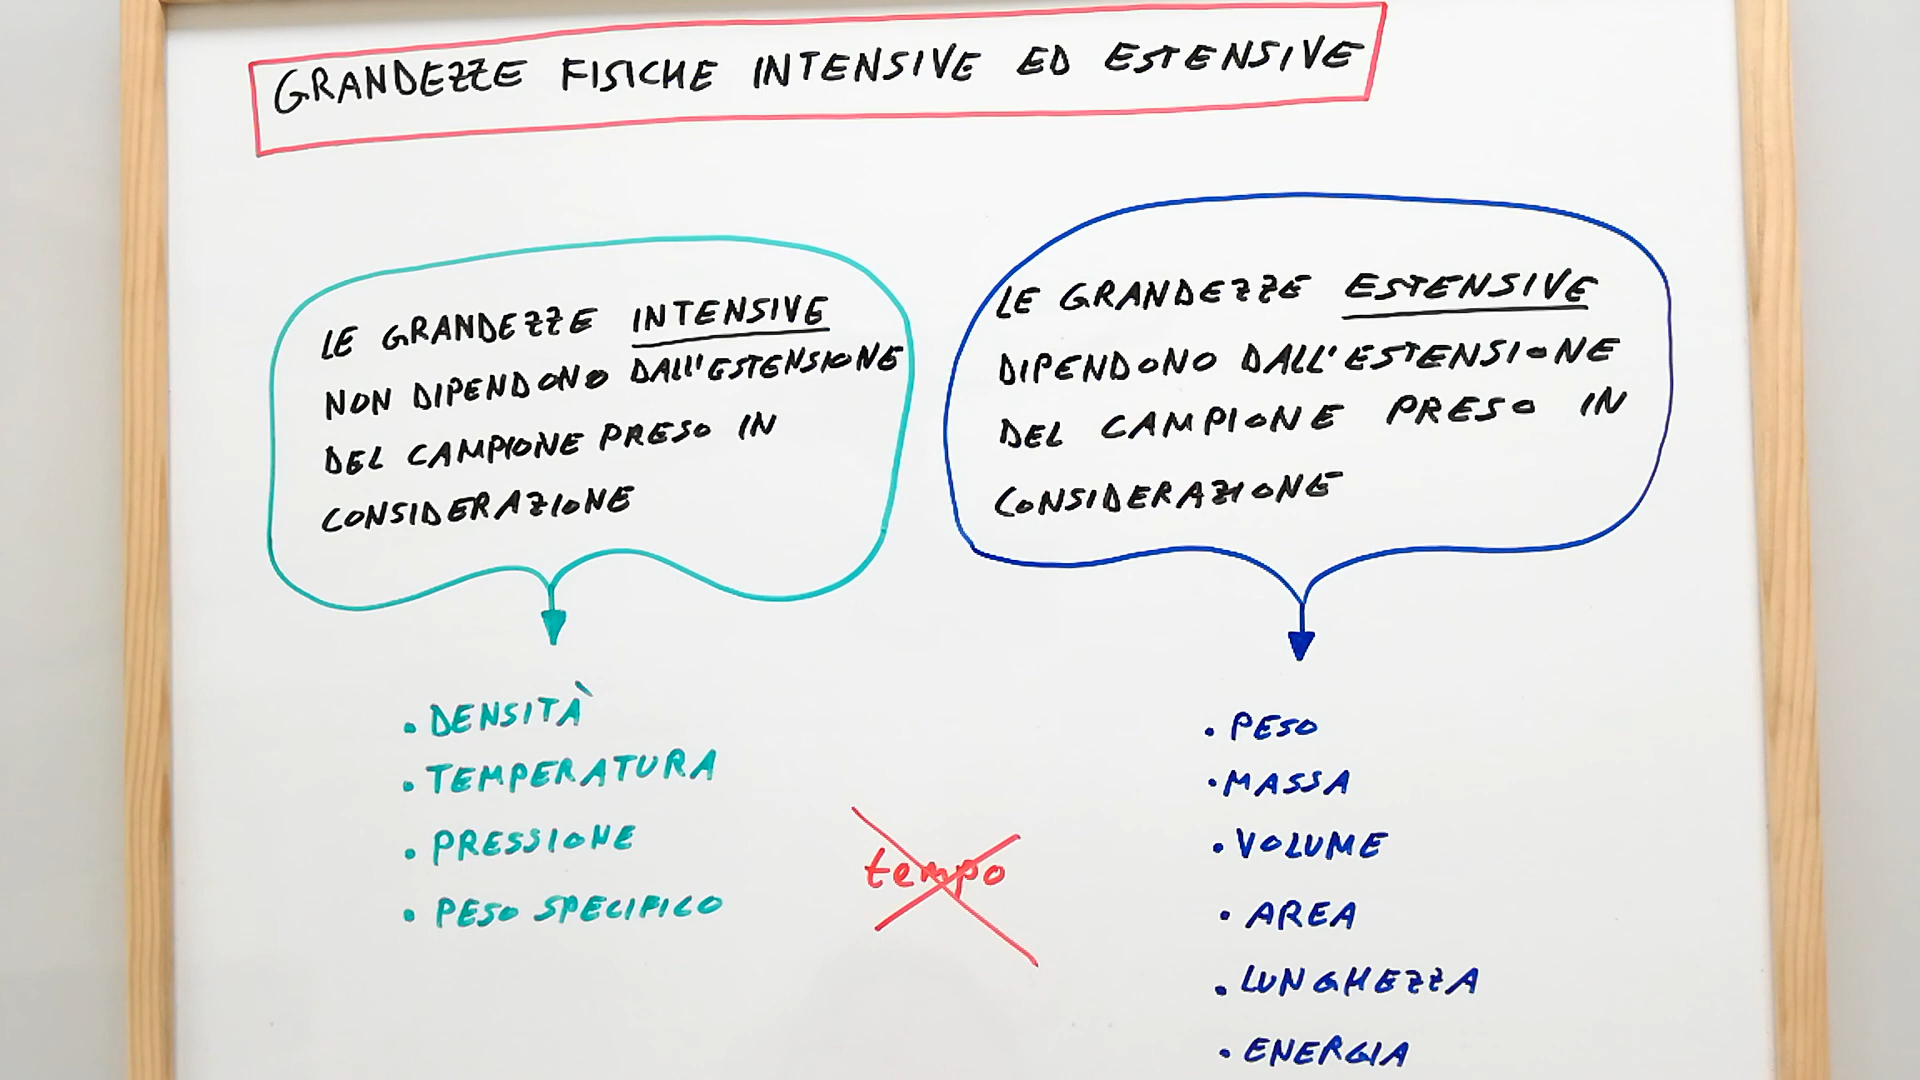 GRANDEZZE FISICHE INTENSIVE ED ESTENSIVE
LE GRANDEZZE INTENSIVE
NON DIPENDONO DALL'ESTENSIONE
DEL CAMPIONE PRESO IN
CONSIDERAZIONE
• DENSITÀ
• TEMPERATURA
• PRESSIONE
• PESO SPECIFICO
tempo
LE GRANDEZZE ESTENSIVE
DIPENDONO DALL'ESTENSIONE
DEL CAMPIONE PRESO IN
CONSIDERAZIONE
• PESO
• MASSA
• VOLUME
• AREA
• LUNGHEZZA
• ENERGIA